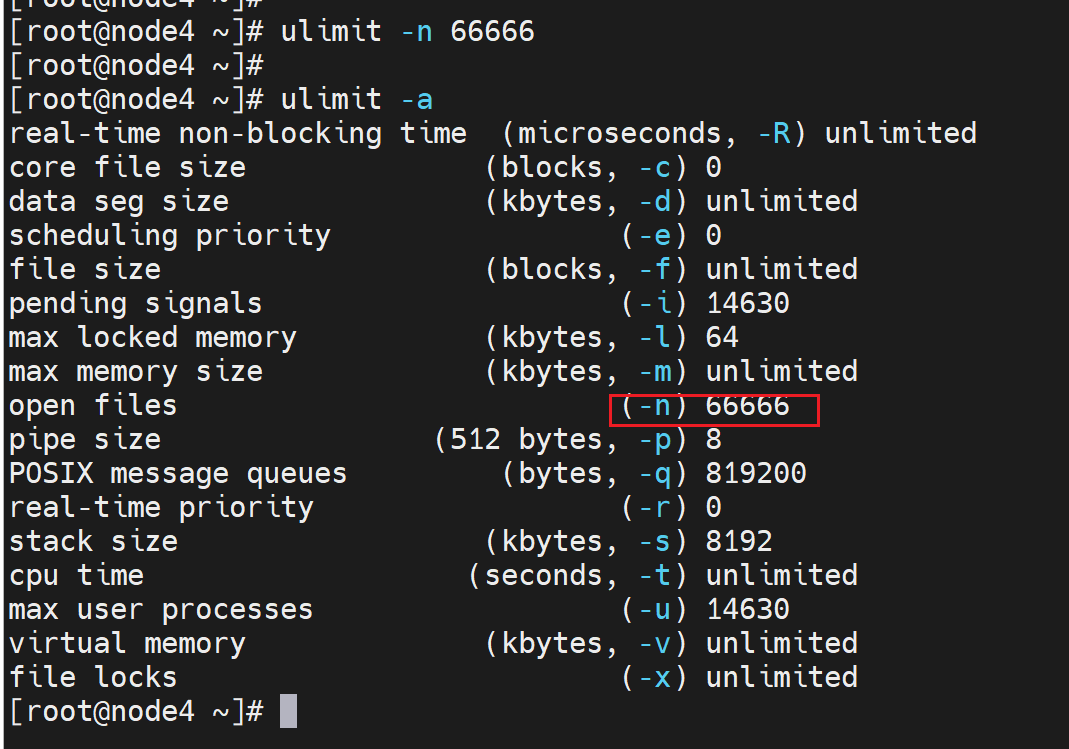 [root@node4 ~]#
[root@node4 ~]# ulimit -n 66666
[root@node4 ~]#
[root@node4 ~]# ulimit -a
real-time non-blocking time  (microseconds, -R) unlimited
core file size              (blocks, -c) 0
data seg size               (kbytes, -d) unlimited
scheduling priority                 (-e) 0
file size                   (blocks, -f) unlimited
pending signals                     (-i) 14630
max locked memory           (kbytes, -l) 64
max memory size             (kbytes, -m) unlimited
open files                          (-n) 66666
pipe size                (512 bytes, -p) 8
POSIX message queues         (bytes, -q) 819200
real-time priority                  (-r) 0
stack size                  (kbytes, -s) 8192
cpu time                   (seconds, -t) unlimited
max user processes                  (-u) 14630
virtual memory              (kbytes, -v) unlimited
file locks                          (-x) unlimited
[root@node4 ~]#